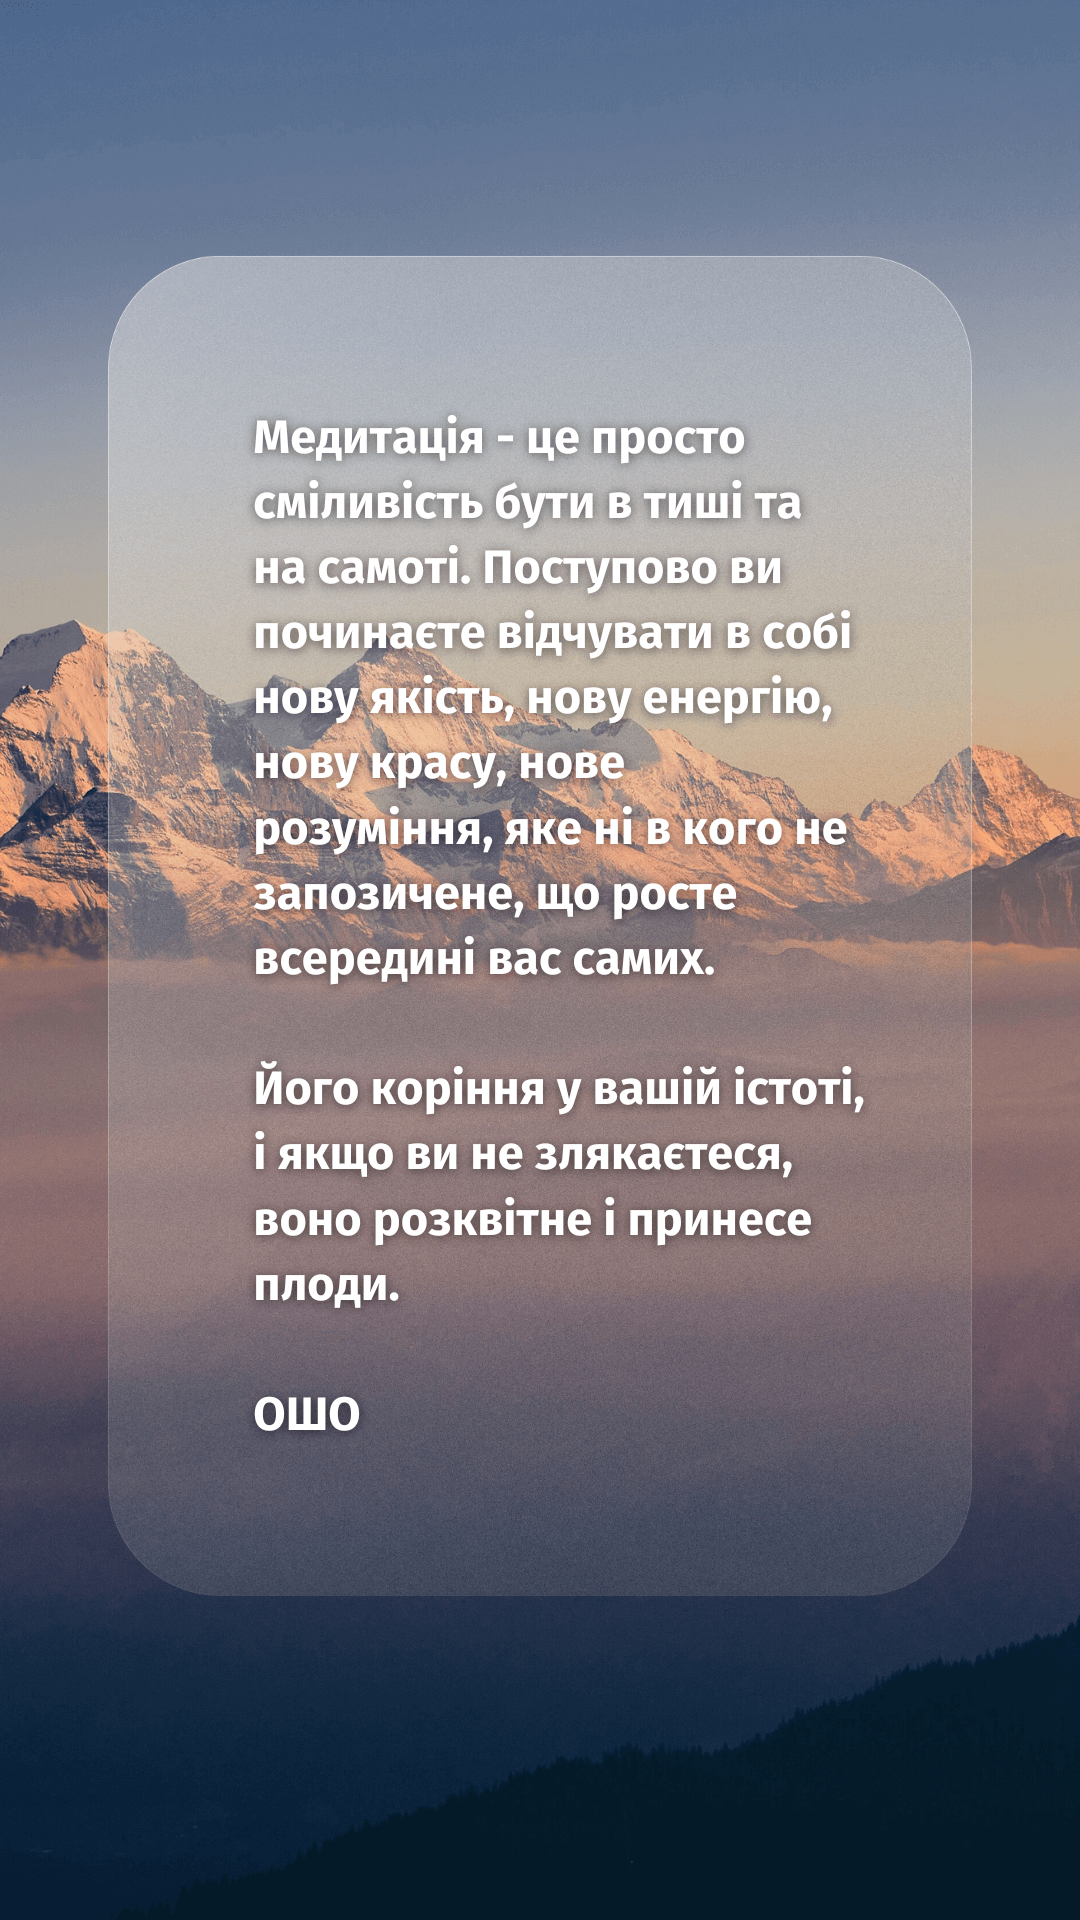 Медитація - це просто
сміливість бути в тиші та
на самоті. Поступово ви
починаєте відчувати в собі
нову якість, нову енергію,
нову красу, нове
розуміння, яке ні в кого не
запозичене, що росте
всередині вас самих.
Його коріння у вашій істоті,
і якщо ви не злякаєтеся,
воно розквітне і принесе
плоди.
ОШО